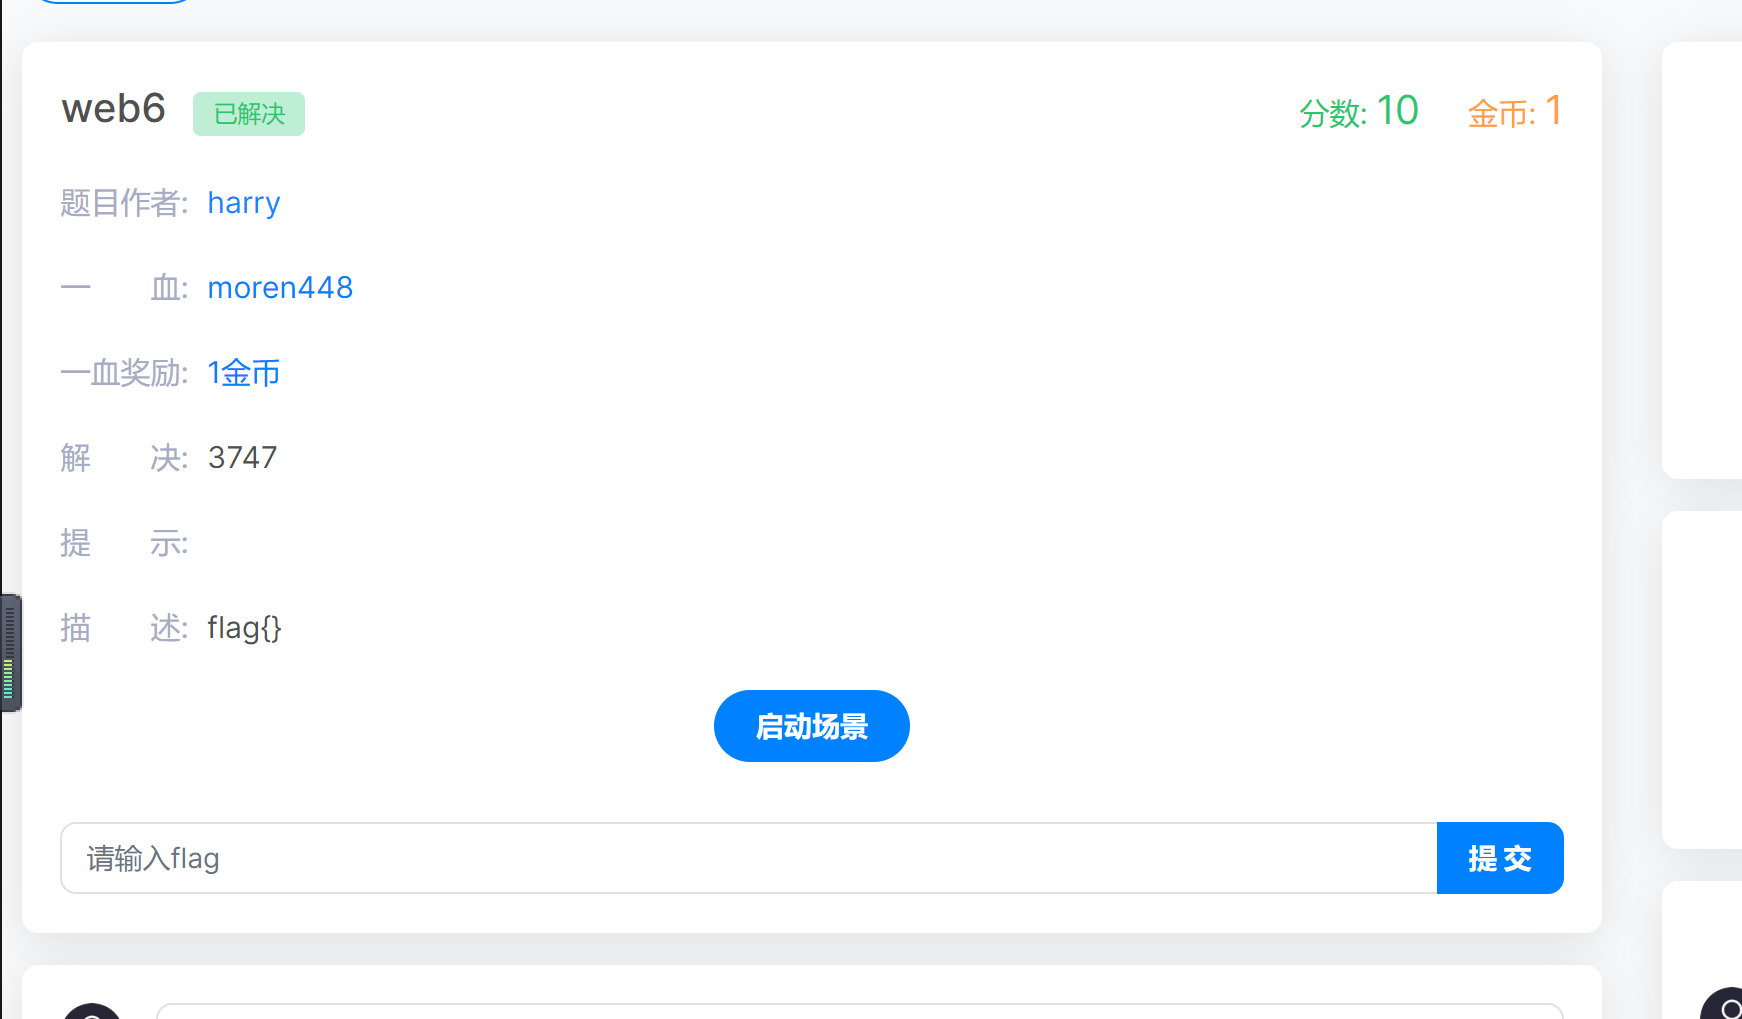 web6 已解决 分数: 10 金币: 1
题目作者: harry
一 血: moren448
一血奖励: 1金币
解 决: 3747
提 示:
描 述: flag{}
启动场景
请输入flag 提 交